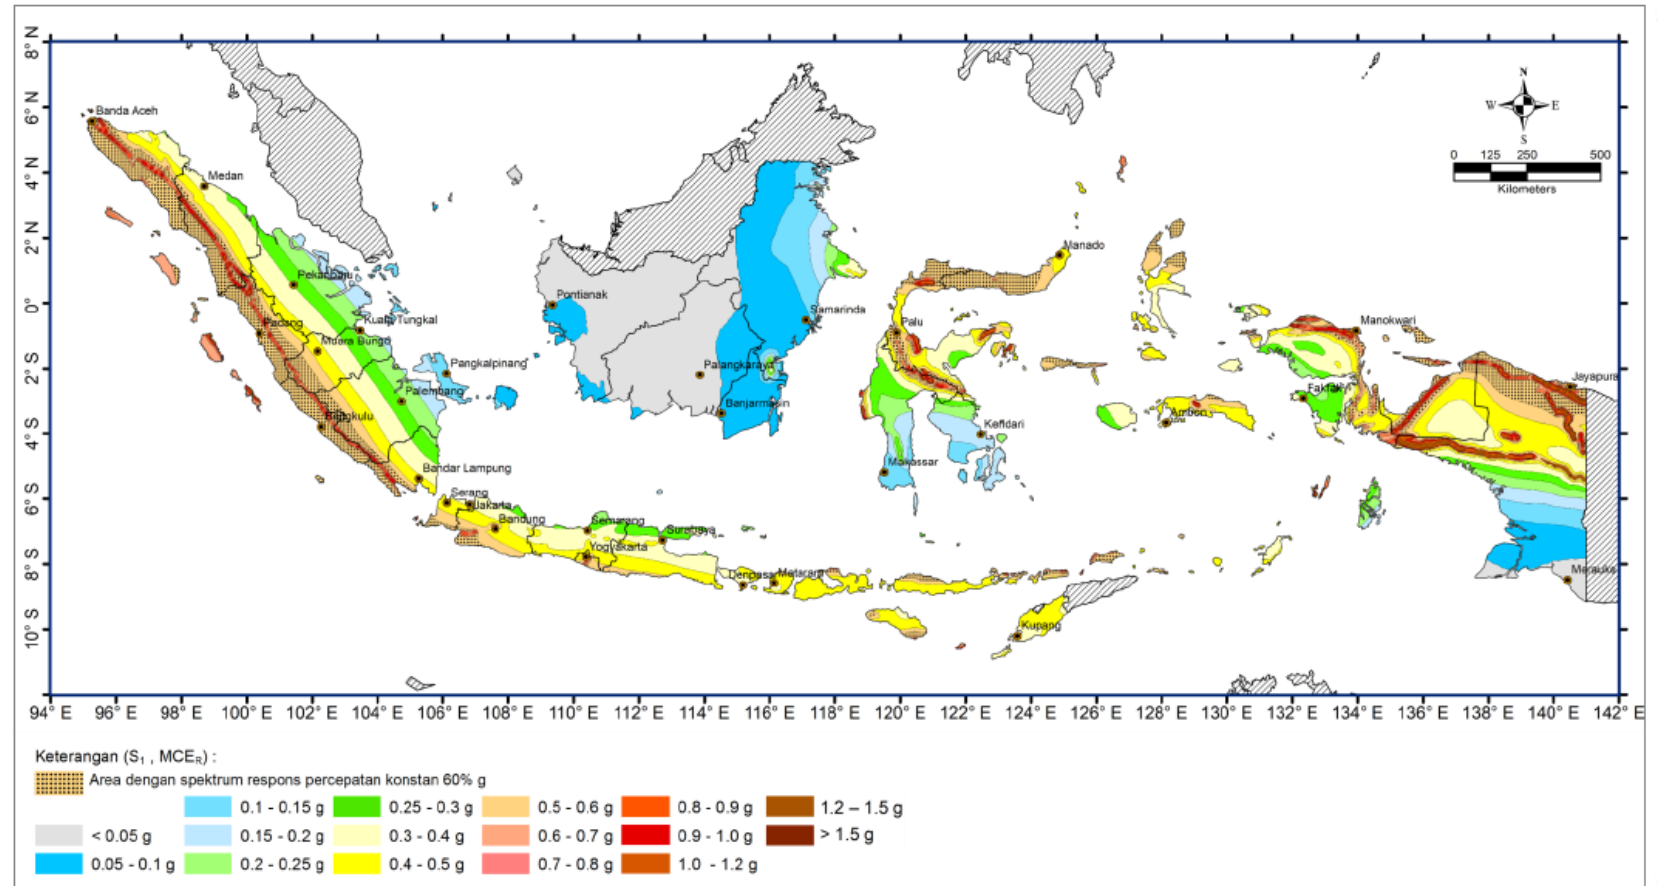 8° N
6° N
4° N
2° N
0°
2° S
4° S
6° S
8° S
10° S
Banda Aceh
Medan
Pekanbaru
Padang
Kuala Tungkal
Muara Bungo
Pangkalpinang
Palembang
Bengkulu
Bandar Lampung
Serang
Jakarta
Bandung
Semarang
Surabaya
Yogyakarta
Denpasar
Mataram
Pontianak
Samarinda
Palangkaraya
Banjarmasin
Manado
Palu
Kendari
Makassar
Kupang
Ambon
Fakfak
Manokwari
Jayapura
Merauke
N
W E
S
0 125 250 500
Kilometers
94° E 96° E 98° E 100° E 102° E 104° E 106° E 108° E 110° E 112° E 114° E 116° E 118° E 120° E 122° E 124° E 126° E 128° E 130° E 132° E 134° E 136° E 138° E 140° E 142° E
Keterangan (S1 , MCER) :
Area dengan spektrum respons percepatan konstan 60% g
0.1 - 0.15 g 0.25 - 0.3 g 0.5 - 0.6 g 0.8 - 0.9 g 1.2 – 1.5 g
< 0.05 g 0.15 - 0.2 g 0.3 - 0.4 g 0.6 - 0.7 g 0.9 - 1.0 g > 1.5 g
0.05 - 0.1 g 0.2 - 0.25 g 0.4 - 0.5 g 0.7 - 0.8 g 1.0 - 1.2 g